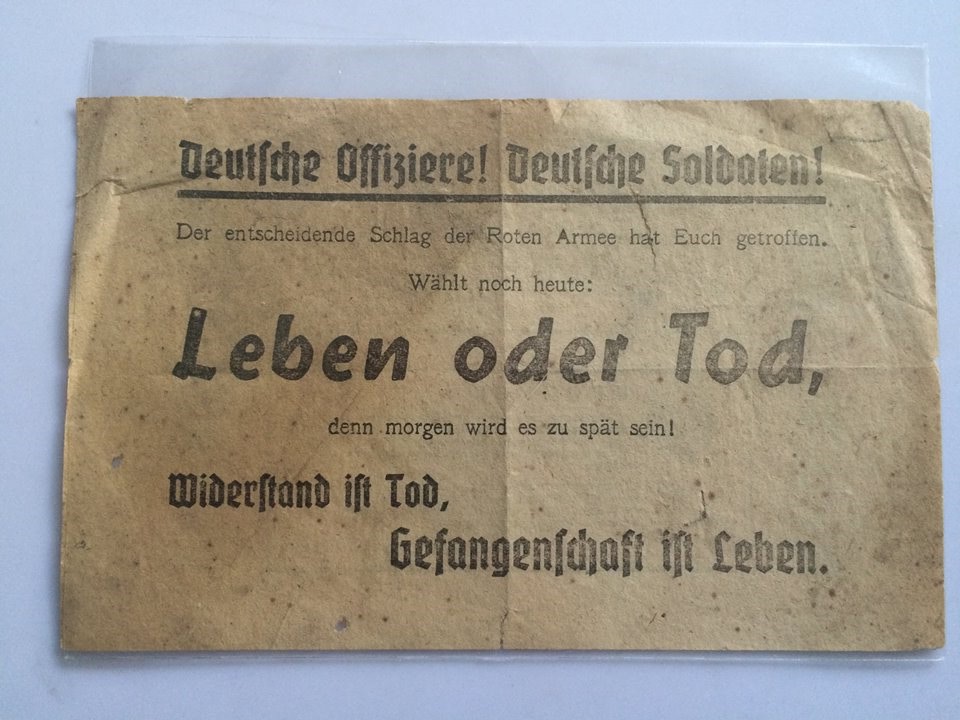 Deutſche Offiziere! Deutſche Soldaten!
Der entscheidende Schlag der Roten Armee hat Euch getroffen.
Wählt noch heute:
Leben oder Tod,
denn morgen wird es zu spät sein!
Widerſtand iſt Tod,
Gefangenſchaft iſt Leben.